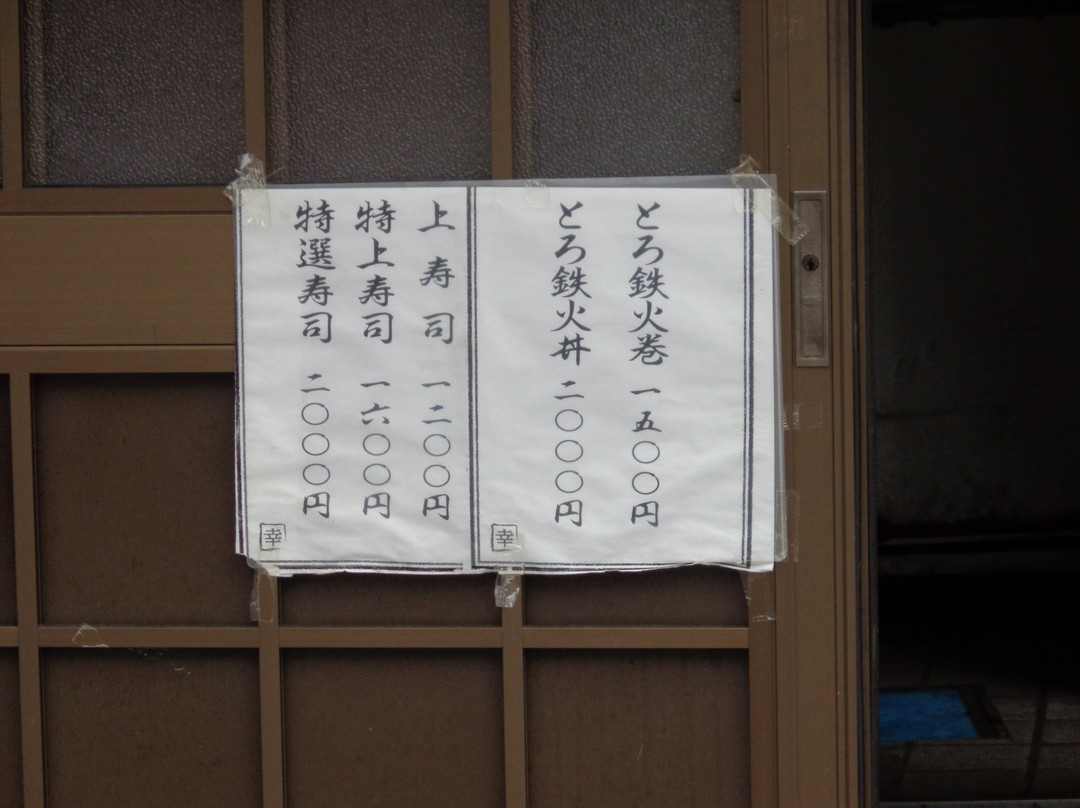 とろ鉄火巻 一五〇〇円
とろ鉄火丼 二〇〇〇円
幸
上寿司 一二〇〇円
特上寿司 一六〇〇円
特選寿司 二〇〇〇円
幸